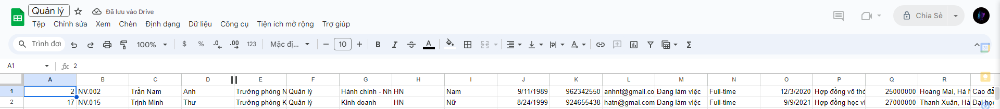 Quản lý Đã lưu vào Drive
Tệp Chỉnh sửa Xem Chèn Định dạng Dữ liệu Công cụ Tiện ích mở rộng Trợ giúp
Chia Sẻ
Trình đơn 100% $ % .0 .00 123 Mặc đị... 10 B I A Σ
31
A1 fx 2
A B C D E F G H I J K L M N O P Q R
1 2 NV.002 Trần Nam Anh Trưởng phòng N Quản lý Hành chính - Nh HN Nam 9/11/1989 962342550 anhnt@gmail.co Đang làm việc Full-time 12/3/2020 Hợp đồng vô thờ 25000000 Hoàng Mai, Hà N Cao đẳ
2 17 NV.015 Trịnh Minh Thư Trưởng phòng K Quản lý Kinh doanh HN Nữ 8/24/1999 924655438 hatn@gmai.com Đang làm việc Full-time 9/9/2021 Hợp đồng học vi 27000000 Thanh Xuân, Hà Đại học